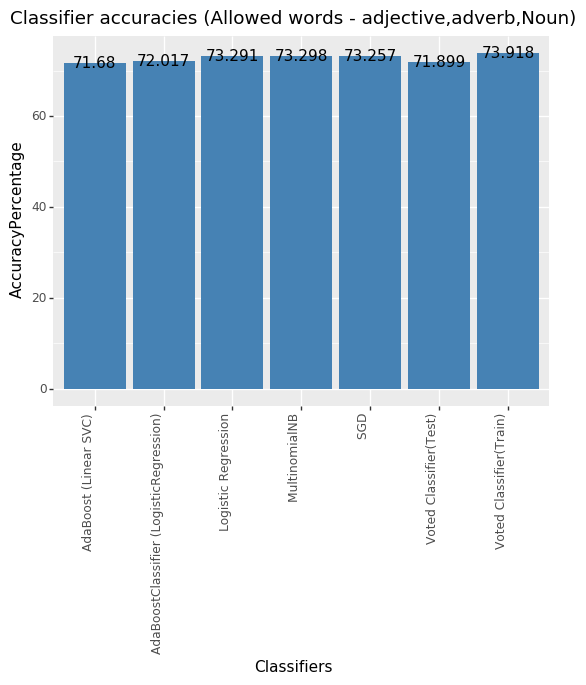 Classifier accuracies (Allowed words - adjective,adverb,Noun)
AccuracyPercentage
60
40
20
0
71.68
72.017
73.291
73.298
73.257
71.899
73.918
AdaBoost (Linear SVC)
AdaBoostClassifier (LogisticRegression)
Logistic Regression
MultinomialNB
SGD
Voted Classifier(Test)
Voted Classifier(Train)
Classifiers